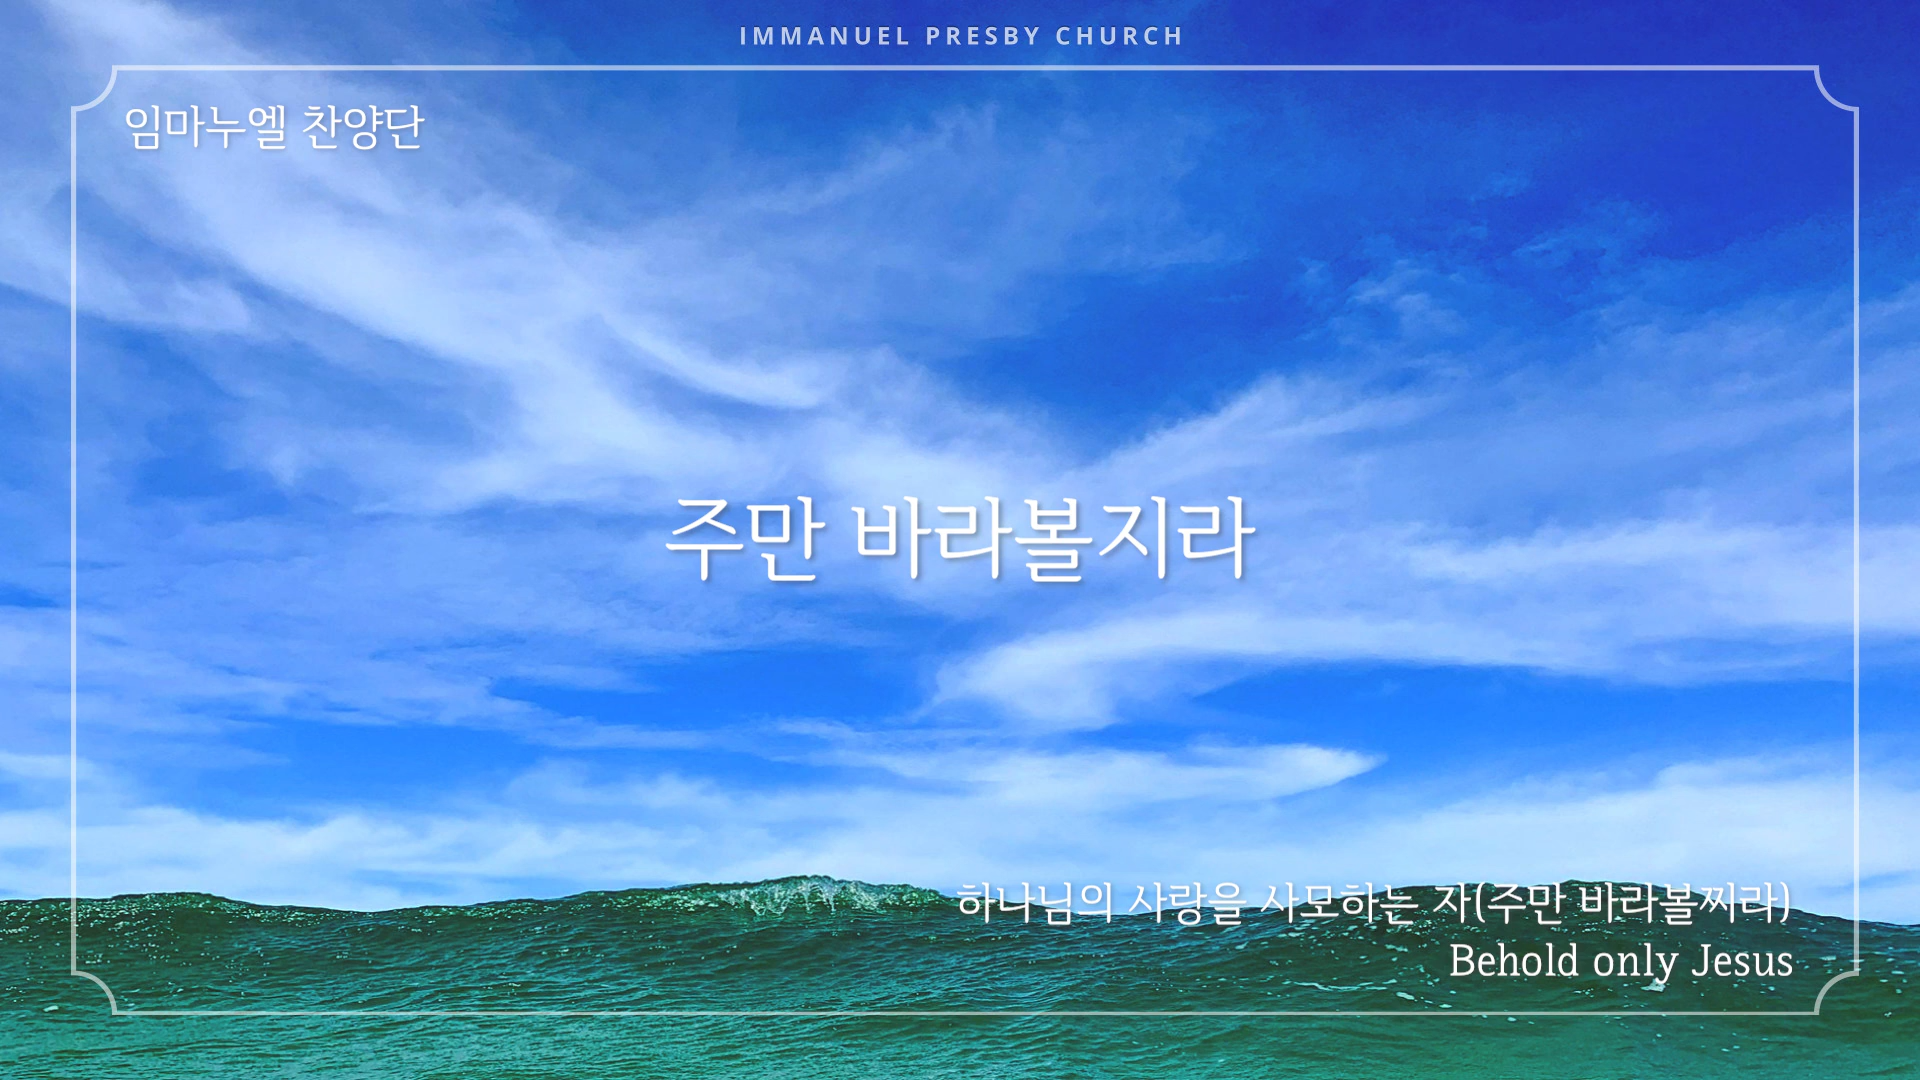 IMMANUEL PRESBY CHURCH
임마누엘 찬양단
주만 바라볼지라
하나님의 사랑을 사모하는 자(주만 바라볼찌라)
Behold only Jesus